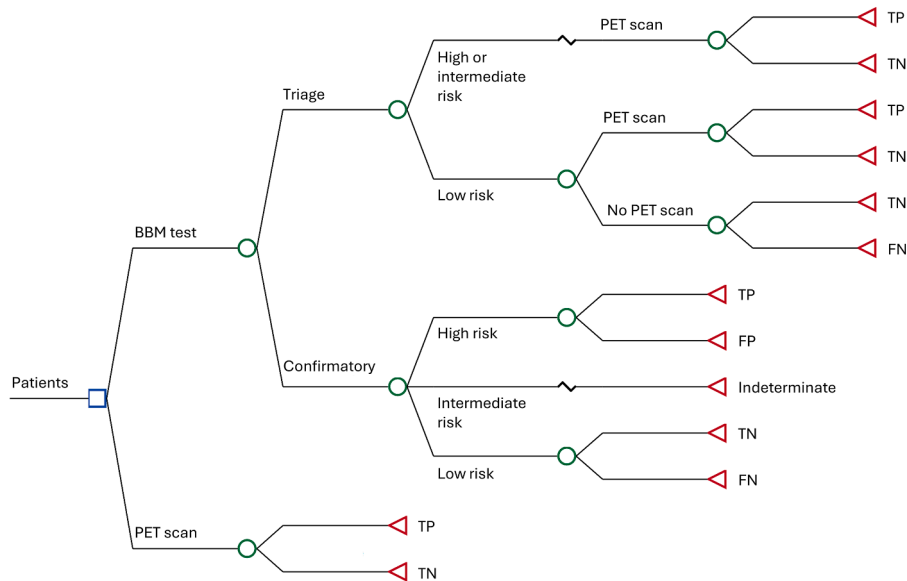 PET scan
TP
TN
High or
intermediate
risk
Triage
PET scan
TP
TN
Low risk
No PET scan
TN
FN
BBM test
TP
High risk
FP
Confirmatory
Patients
Intermediate
risk
Indeterminate
TN
Low risk
FN
PET scan
TP
TN